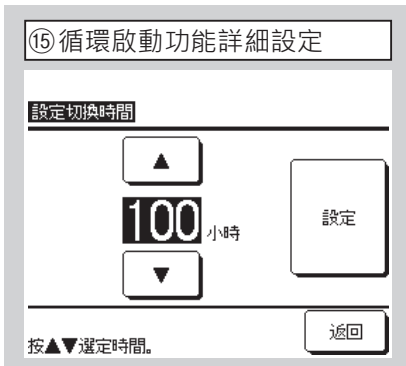 ⑮循環啟動功能詳細設定
設定切換時間
▲
100小時
▼
設定
按▲▼選定時間。
返回